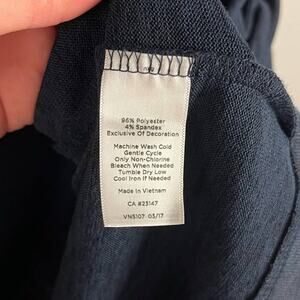 96% Polyester
4% Spandex
Exclusive Of Decoration
Machine Wash Cold
Gentle Cycle
Only Non-Chlorine
Bleach When Needed
Tumble Dry Low
Cool Iron If Needed
Made In Vietnam
CA #23147
VN5107 03/17